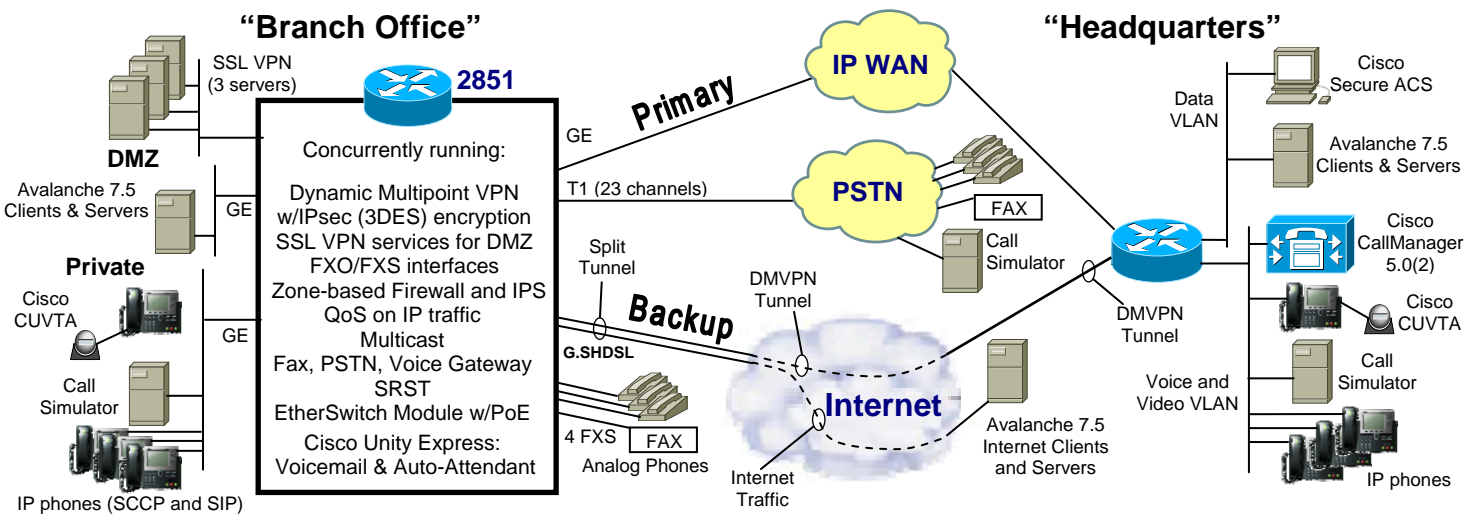 “Branch Office”
“Headquarters”
SSL VPN
(3 servers)
DMZ
Avalanche 7.5
Clients & Servers
GE
Private
Cisco
CUVTA
GE
Call
Simulator
IP phones (SCCP and SIP)
2851
Concurrently running:
Dynamic Multipoint VPN
w/IPsec (3DES) encryption
SSL VPN services for DMZ
FXO/FXS interfaces
Zone-based Firewall and IPS
QoS on IP traffic
Multicast
Fax, PSTN, Voice Gateway
SRST
EtherSwitch Module w/PoE
Cisco Unity Express:
Voicemail & Auto-Attendant
GE
Primary
IP WAN
T1 (23 channels)
PSTN
FAX
Call
Simulator
Split
Tunnel
Backup
G.SHDSL
DMVPN
Tunnel
Internet
Internet
Traffic
4 FXS
FAX
Analog Phones
Avalanche 7.5
Internet Clients
and Servers
DMVPN
Tunnel
Data
VLAN
Cisco
Secure ACS
Avalanche 7.5
Clients & Servers
Cisco
CallManager
5.0(2)
Cisco
CUVTA
Voice and
Video VLAN
Call
Simulator
IP phones